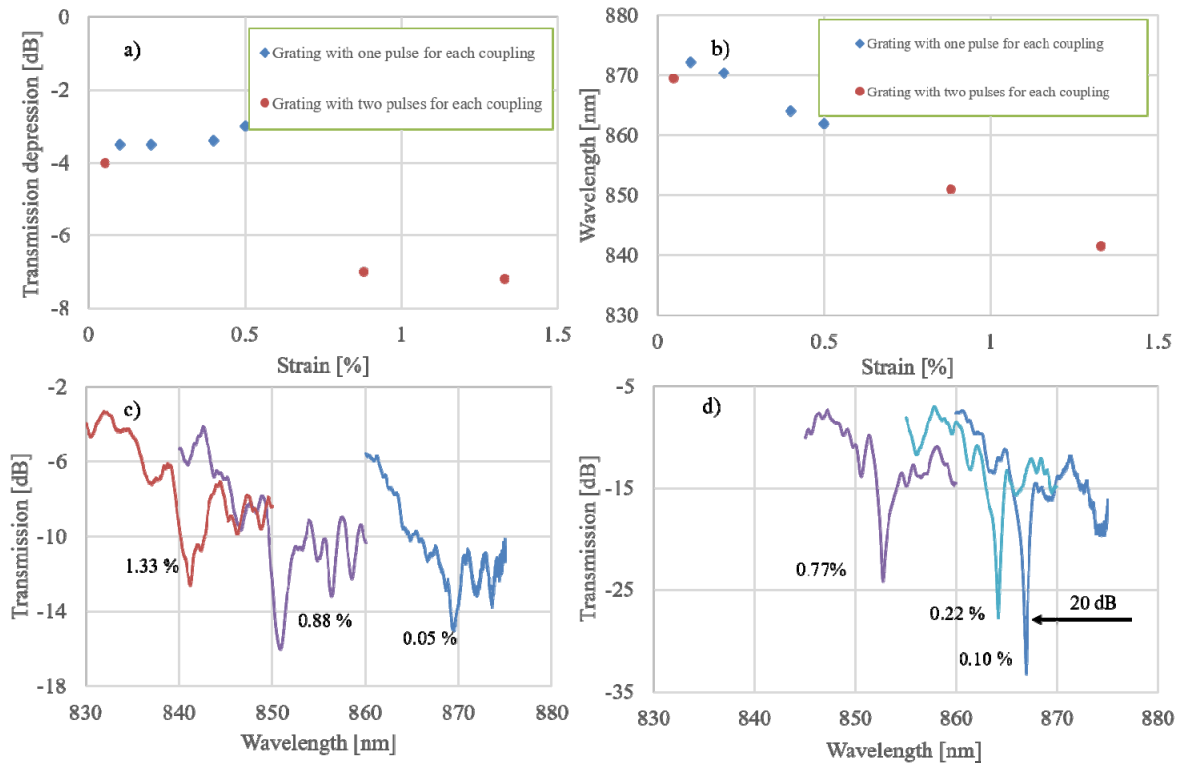 a)
Grating with one pulse for each coupling
Grating with two pulses for each coupling
0
-2
-4
-6
-8
Transmission depression [dB]
0
0.5
1
1.5
Strain [%]
b)
Grating with one pulse for each coupling
Grating with two pulses for each coupling
880
870
860
850
840
830
Wavelength [nm]
0
0.5
1
1.5
Strain [%]
c)
-2
-6
-10
-14
-18
Transmission [dB]
1.33 %
0.88 %
0.05 %
830
840
850
860
870
880
Wavelength [nm]
d)
-5
-15
-25
-35
Transmission [dB]
0.77%
0.22 %
0.10 %
20 dB
830
840
850
860
870
880
Wavelength [nm]